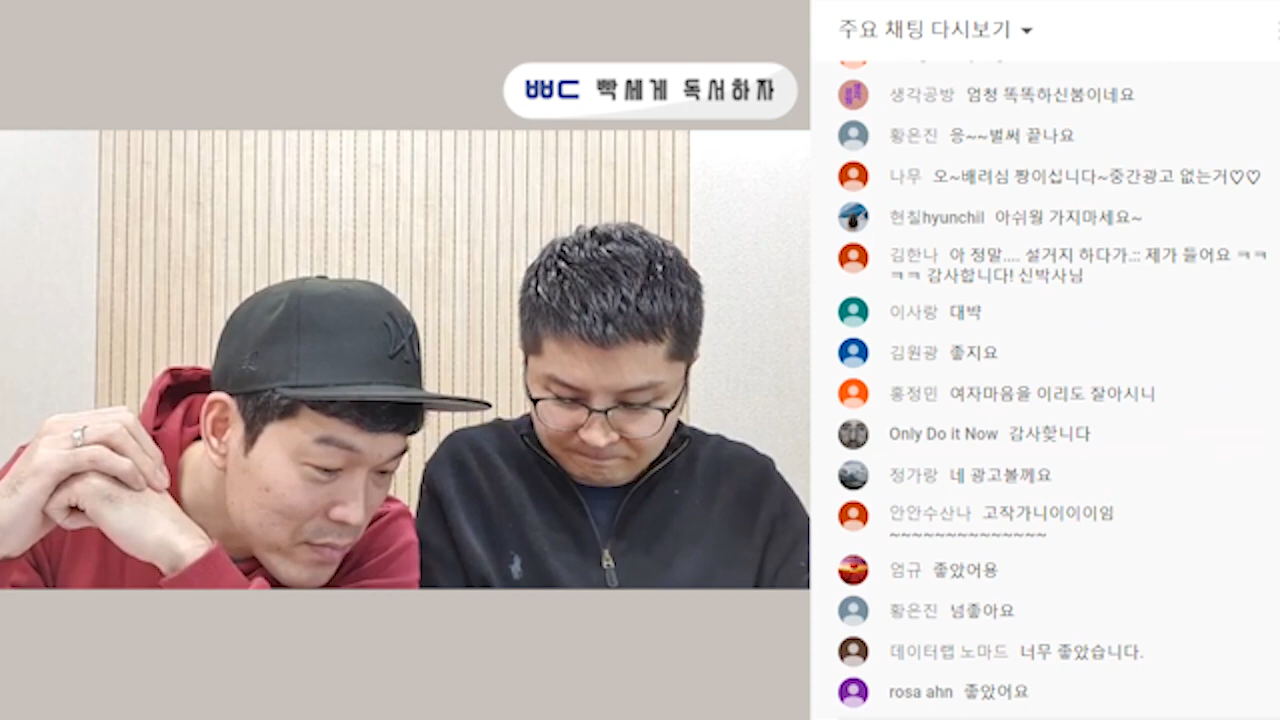 ㅃㄷ 빡세게 독서하자
주요 채팅 다시보기
생각공방 엄청 똑똑하신붐이네요
황은진 응~~벌써 끝나요
나무 오~배려심 짱이십니다~중간광고 없는거♡♡
현칠hyunchil 아쉬웡 가지마세요~
김한나 아 정말.... 설거지 하다가.:: 제가 들어요 ㅋㅋ
ㅋㅋ 감사합니다! 신박사님
이사랑 대뱍
김원광 좋지요
홍정민 여자마음을 이리도 잘아시니
Only Do it Now 감사핮니다
정가랑 네 광고볼께요
안안수산나 고작가니이이이임
~~~~~~~~~~~~~~
엄규 좋았어용
황은진 넘좋아요
데이터랩 노마드 너무 좋았습니다.
rosa ahn 좋았어요